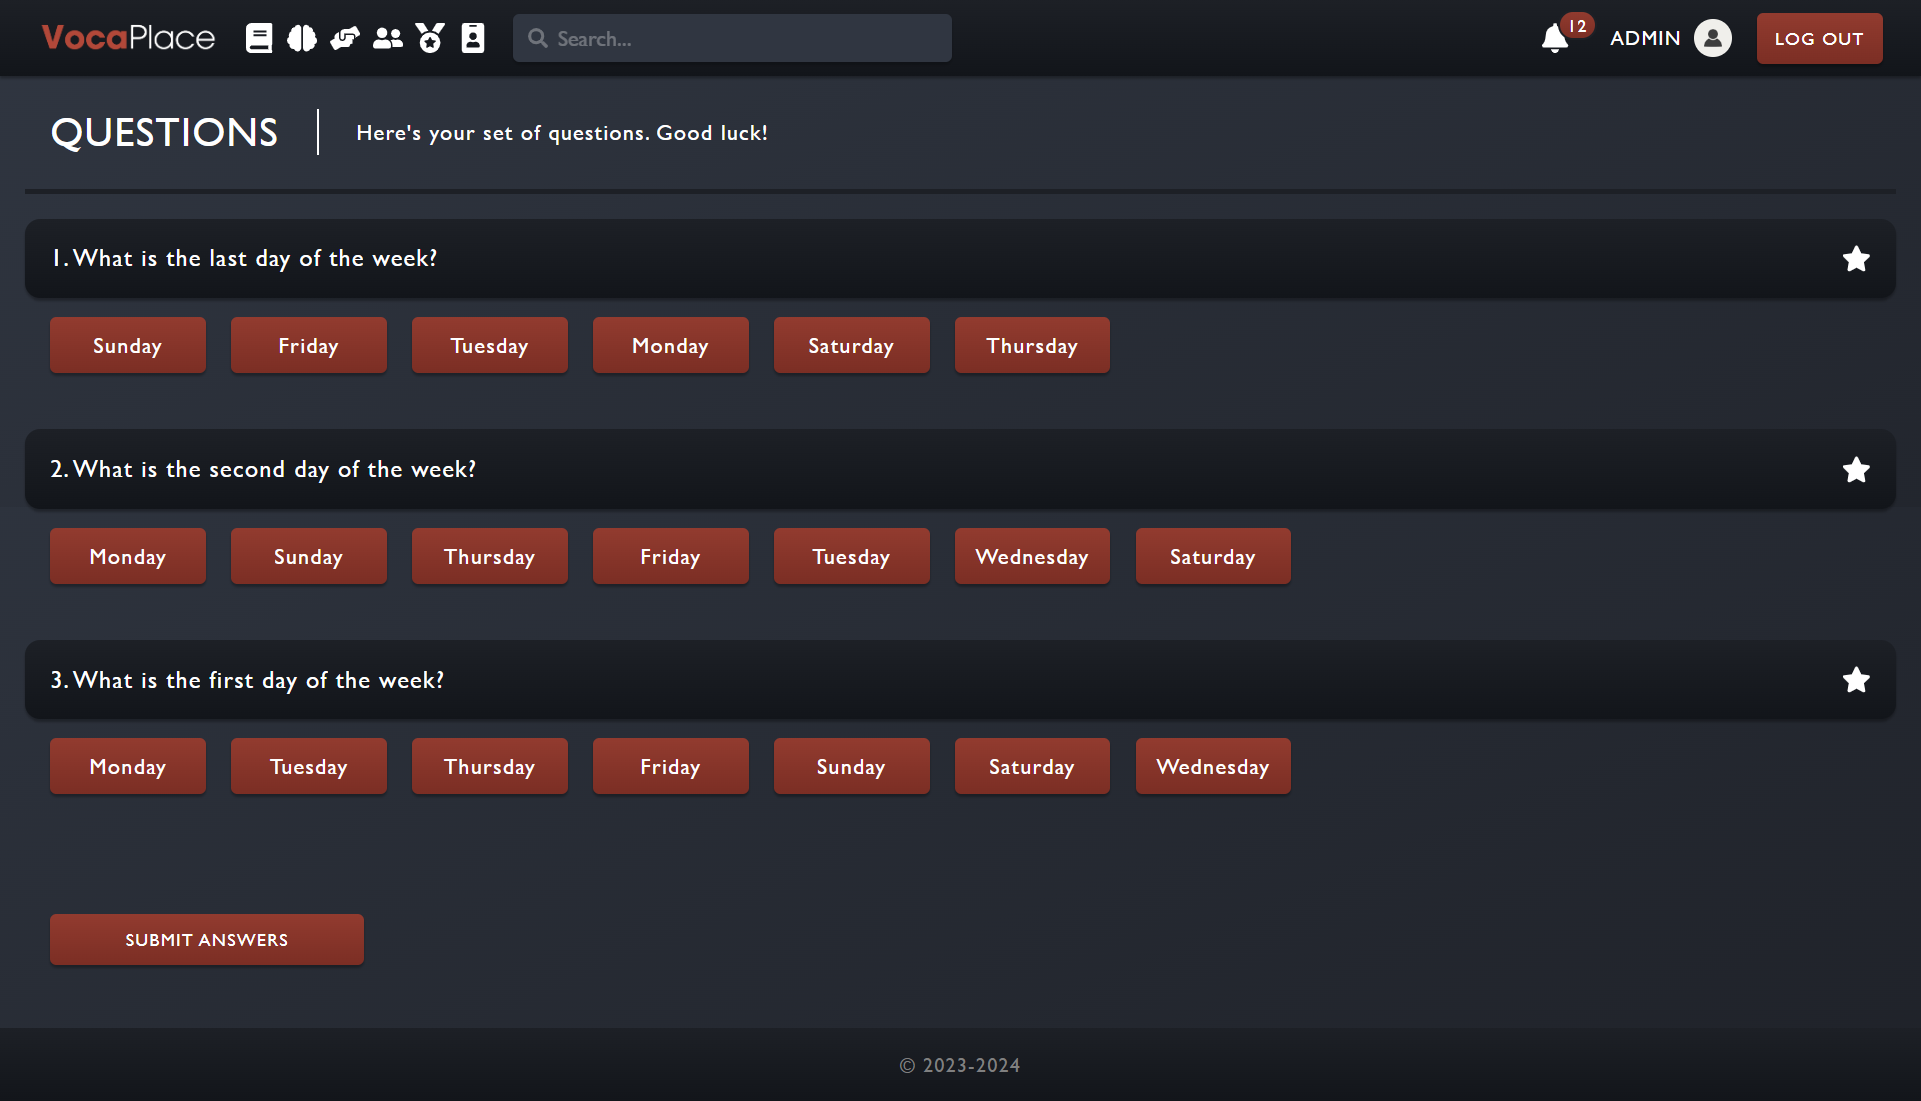 VocaPlace
Search...
12
ADMIN
LOG OUT
QUESTIONS
Here's your set of questions. Good luck!
1. What is the last day of the week?
Sunday Friday Tuesday Monday Saturday Thursday
2. What is the second day of the week?
Monday Sunday Thursday Friday Tuesday Wednesday Saturday
3. What is the first day of the week?
Monday Tuesday Thursday Friday Sunday Saturday Wednesday
SUBMIT ANSWERS
© 2023-2024